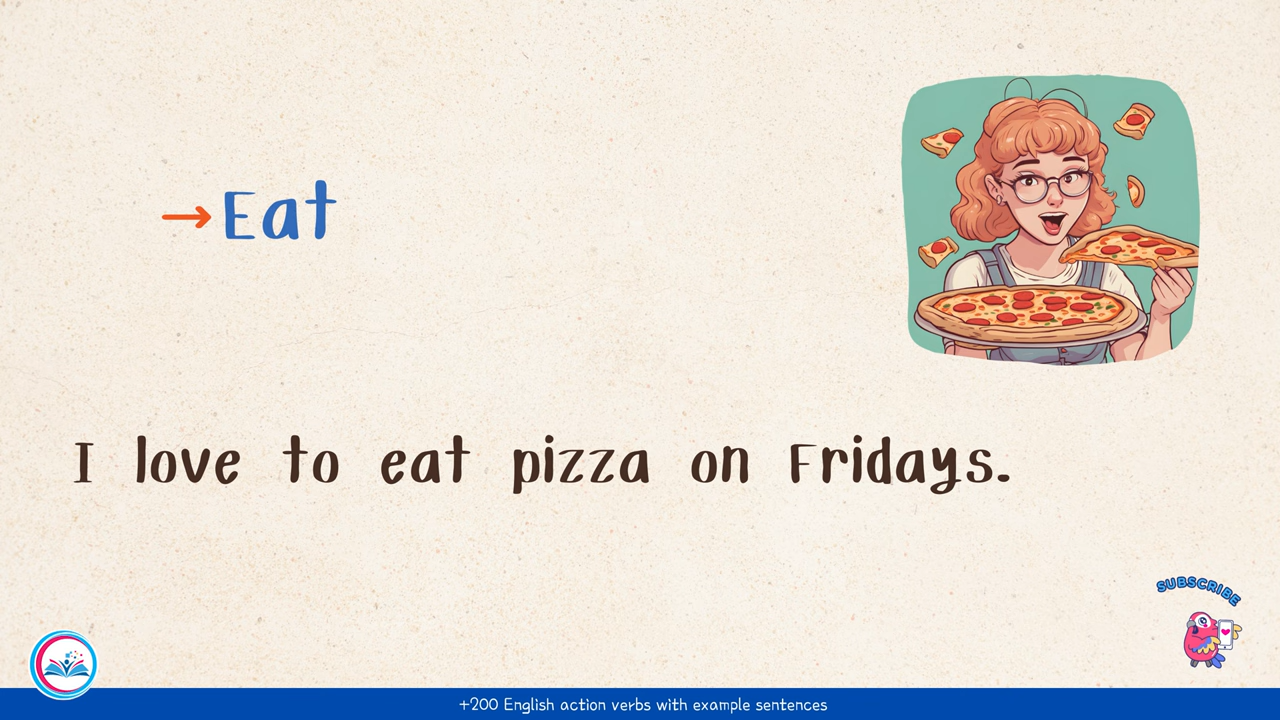 →Eat
I love to eat pizza on Fridays.
SUBSCRIBE
+200 English action verbs with example sentences